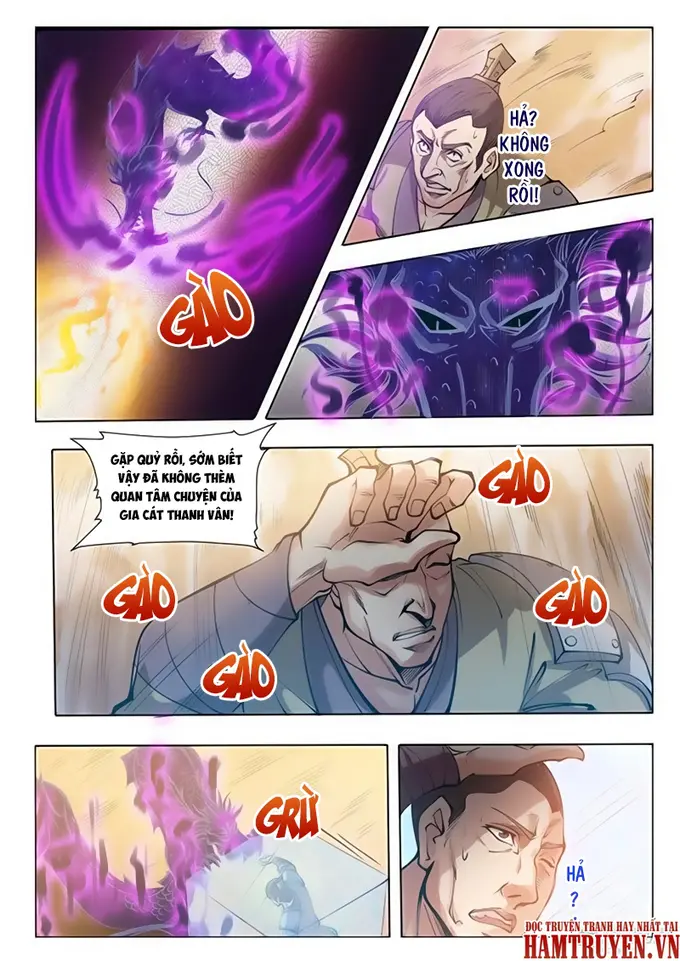 HẢ?
KHÔNG
XONG
RỒI!
GÀO
GẶP QUỶ RỒI, SỚM BIẾT
VẬY ĐÃ KHÔNG THÈM
QUAN TÂM CHUYỆN CỦA
GIA CÁT THANH VÂN!
GÀO
GÀO
GÀO
GÀO
GRỪ
HẢ
?
ĐỌC TRUYỆN TRANH HAY NHẤT TẠI
HAMTRUYEN.VN